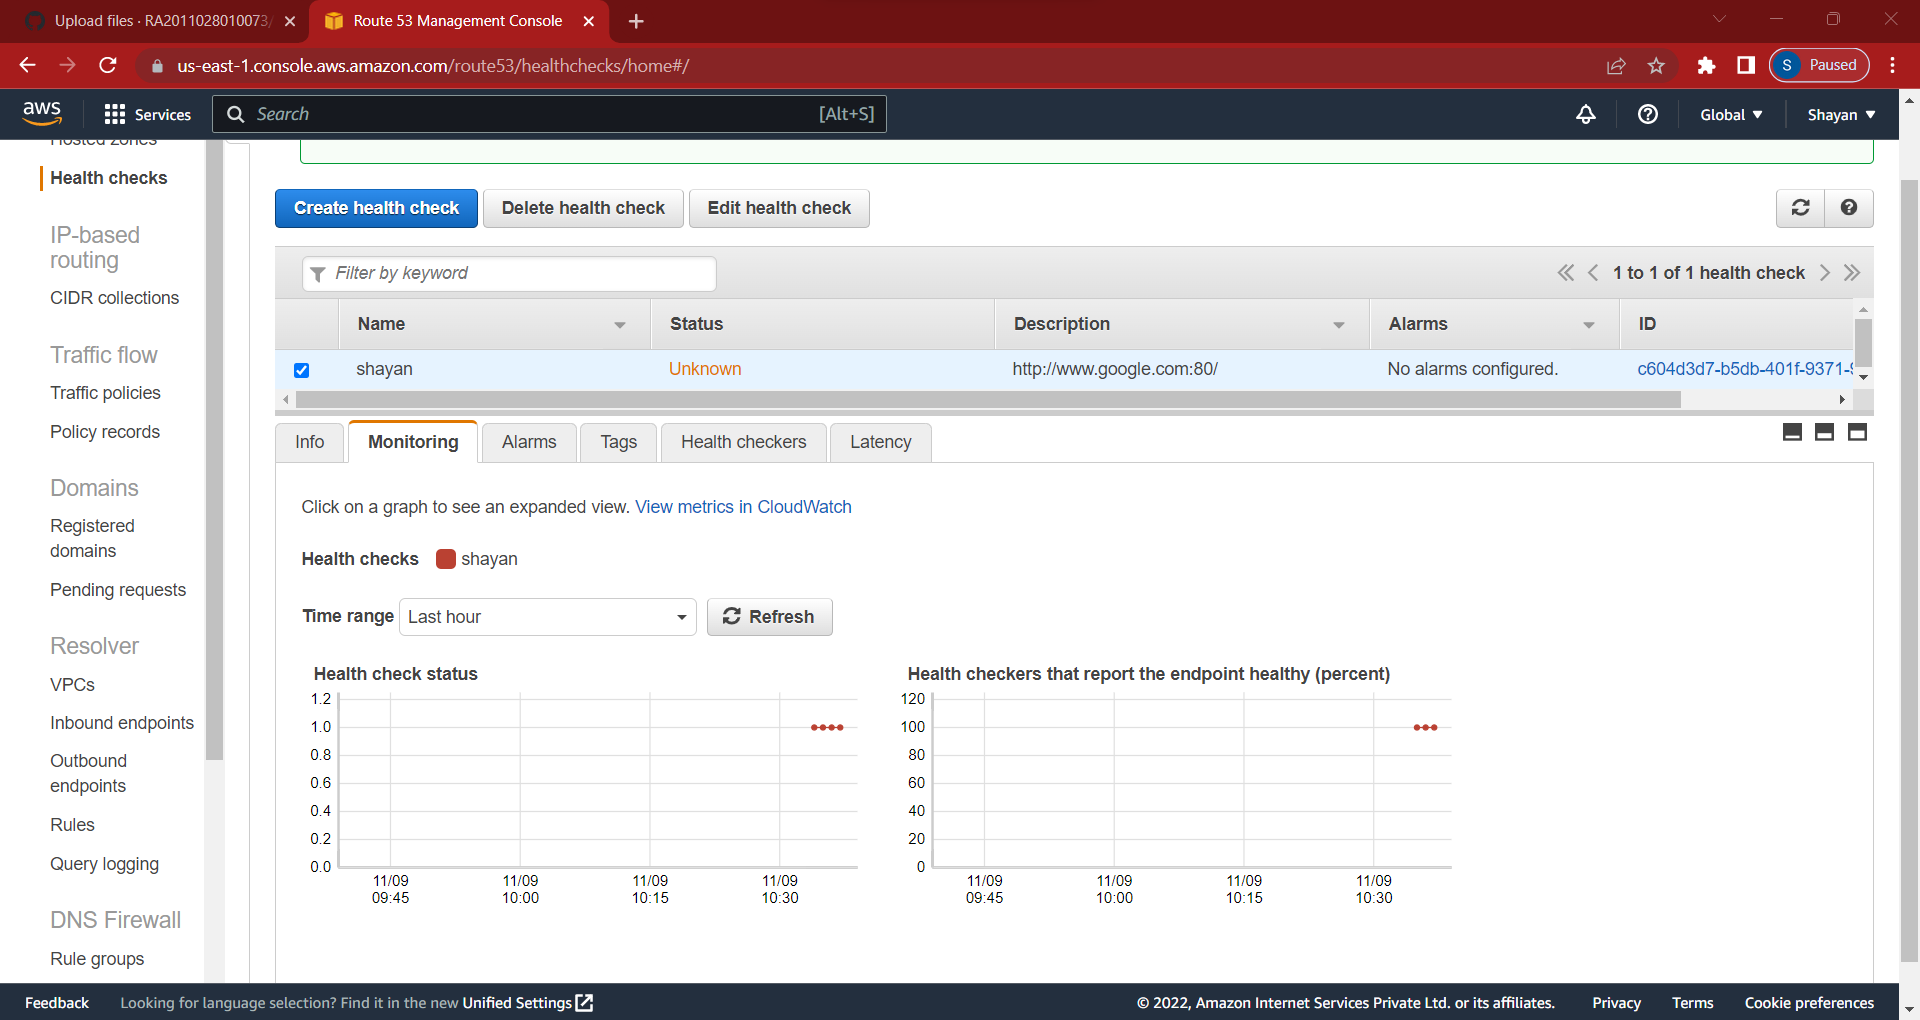 Upload files · RA2011028010073/
Route 53 Management Console
us-east-1.console.aws.amazon.com/route53/healthchecks/home#/
S Paused
aws
Services
Search [Alt+S]
Global
Shayan
Hosted zones
Health checks
IP-based
routing
CIDR collections
Traffic flow
Traffic policies
Policy records
Domains
Registered
domains
Pending requests
Resolver
VPCs
Inbound endpoints
Outbound
endpoints
Rules
Query logging
DNS Firewall
Rule groups
Create health check Delete health check Edit health check
Filter by keyword
1 to 1 of 1 health check
Name Status Description Alarms ID
shayan Unknown http://www.google.com:80/ No alarms configured. c604d3d7-b5db-401f-9371-
Info Monitoring Alarms Tags Health checkers Latency
Click on a graph to see an expanded view. View metrics in CloudWatch
Health checks shayan
Time range Last hour Refresh
Health check status
1.2
1.0
0.8
0.6
0.4
0.2
0.0
11/09 11/09 11/09 11/09
09:45 10:00 10:15 10:30
Health checkers that report the endpoint healthy (percent)
120
100
80
60
40
20
0
11/09 11/09 11/09 11/09
09:45 10:00 10:15 10:30
Feedback Looking for language selection? Find it in the new Unified Settings
© 2022, Amazon Internet Services Private Ltd. or its affiliates. Privacy Terms Cookie preferences